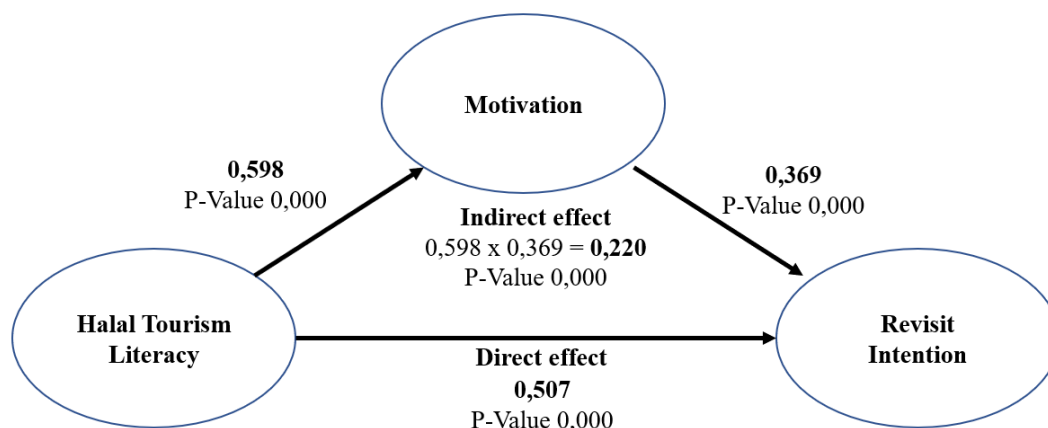 Motivation
0,598
P-Value 0,000
0,369
P-Value 0,000
Indirect effect
0,598 x 0,369 = 0,220
P-Value 0,000
Halal Tourism
Literacy
Revisit
Intention
Direct effect
0,507
P-Value 0,000